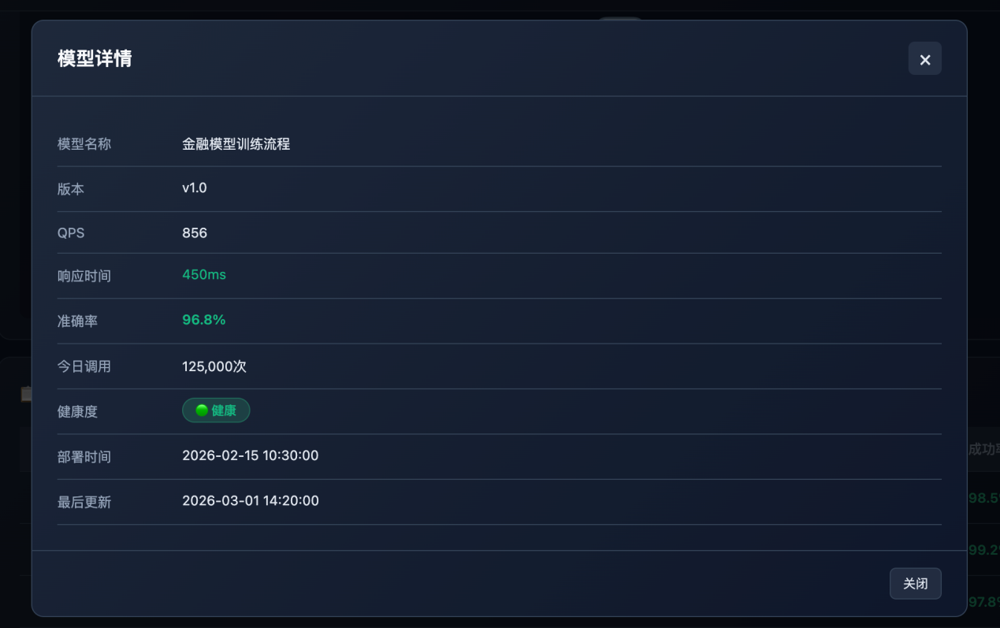 模型详情
×
模型名称 金融模型训练流程
版本 v1.0
QPS 856
响应时间 450ms
准确率 96.8%
今日调用 125,000次
健康度 健康
部署时间 2026-02-15 10:30:00
最后更新 2026-03-01 14:20:00
关闭
成功率
98.5
99.2
97.8